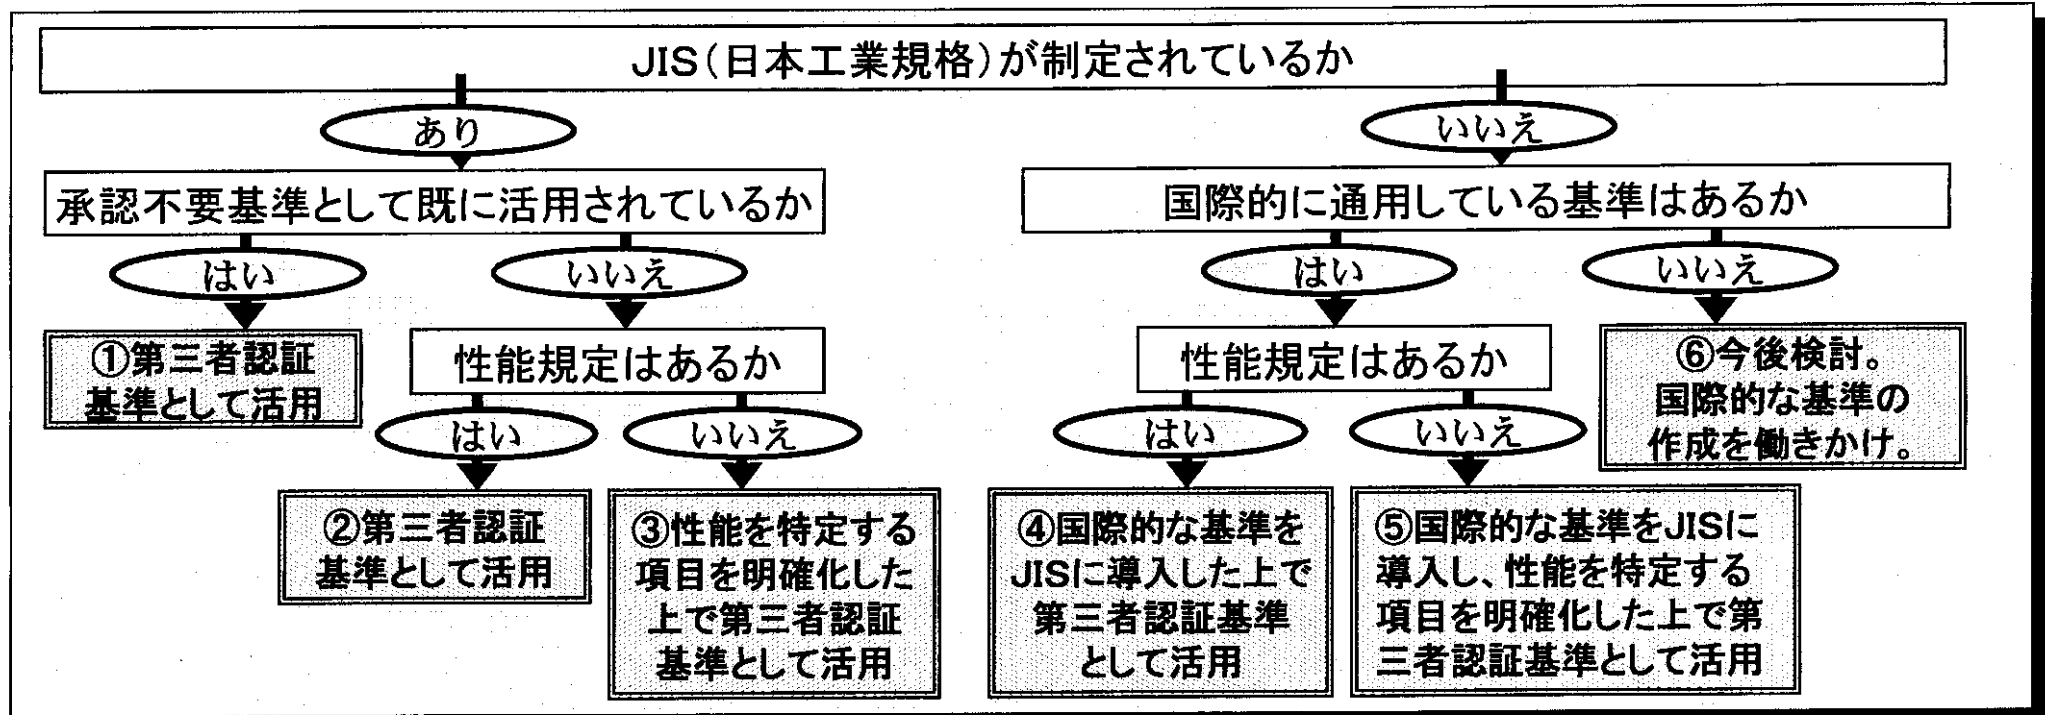 JIS(日本工業規格)が制定されているか
あり
いいえ
承認不要基準として既に活用されているか
国際的に通用している基準はあるか
はい
いいえ
はい
いいえ
①第三者認証
基準として活用
性能規定はあるか
性能規定はあるか
⑥今後検討。
国際的な基準の
作成を働きかけ。
はい
いいえ
はい
いいえ
②第三者認証
基準として活用
③性能を特定する
項目を明確化した
上で第三者認証
基準として活用
④国際的な基準を
JISに導入した上で
第三者認証基準
として活用
⑤国際的な基準をJISに
導入し、性能を特定する
項目を明確化した上で第
三者認証基準として活用